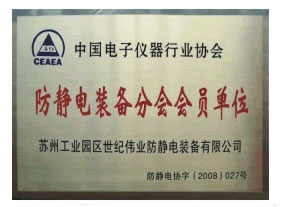 中国电子仪器行业协会
CEAEA
防静电装备分会会员单位
苏州工业园区世纪伟业防静电装备有限公司
防静电协字（2008）027号